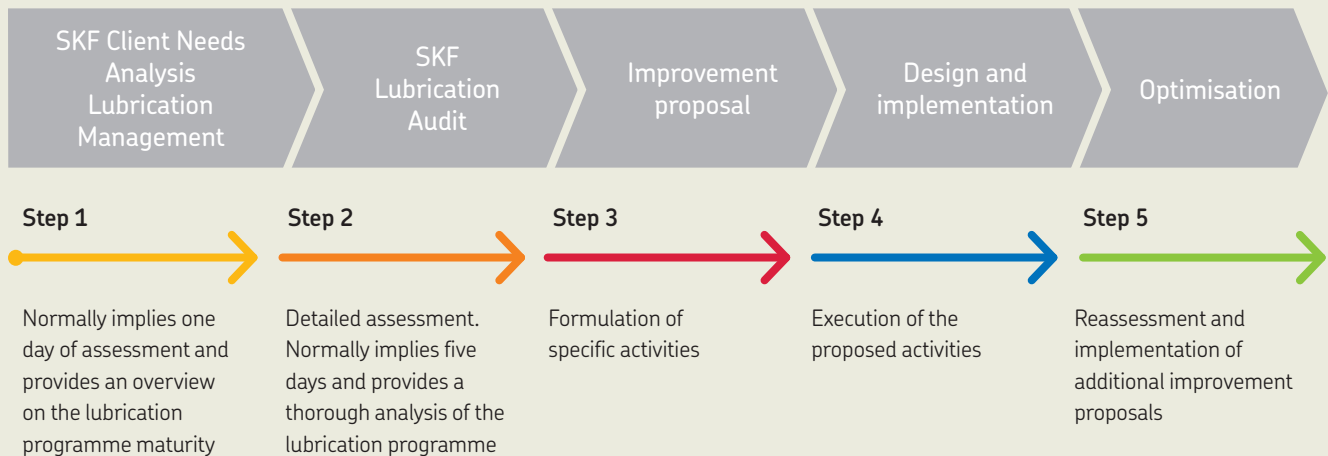 SKF Client Needs
Analysis
Lubrication
Management
SKF
Lubrication
Audit
Improvement
proposal
Design and
implementation
Optimisation
Step 1
Normally implies one
day of assessment and
provides an overview
on the lubrication
programme maturity
Step 2
Detailed assessment.
Normally implies five
days and provides a
thorough analysis of the
lubrication programme
Step 3
Formulation of
specific activities
Step 4
Execution of the
proposed activities
Step 5
Reassessment and
implementation of
additional improvement
proposals